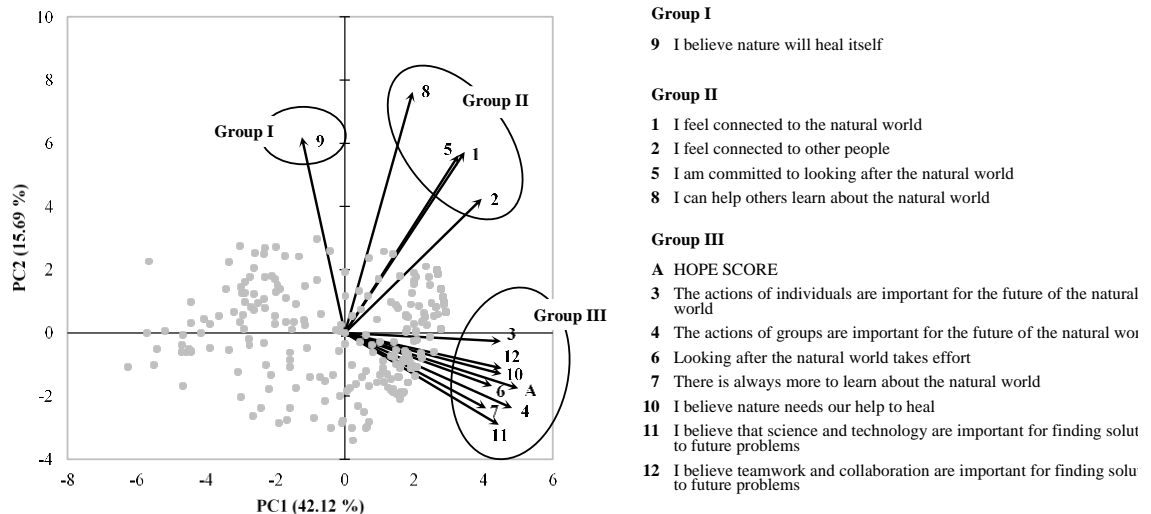 10
8
6
4
2
0
-2
-4
-8
-6
-4
-2
0
2
4
6
PC2 (15.69 %)
PC1 (42.12 %)
Group I
9
Group II
8
5
1
2
Group III
3
12
10
6
A
7
4
11
Group I
9 I believe nature will heal itself
Group II
1 I feel connected to the natural world
2 I feel connected to other people
5 I am committed to looking after the natural world
8 I can help others learn about the natural world
Group III
A HOPE SCORE
3 The actions of individuals are important for the future of the natural
world
4 The actions of groups are important for the future of the natural wor
6 Looking after the natural world takes effort
7 There is always more to learn about the natural world
10 I believe nature needs our help to heal
11 I believe that science and technology are important for finding solut
to future problems
12 I believe teamwork and collaboration are important for finding solu
to future problems